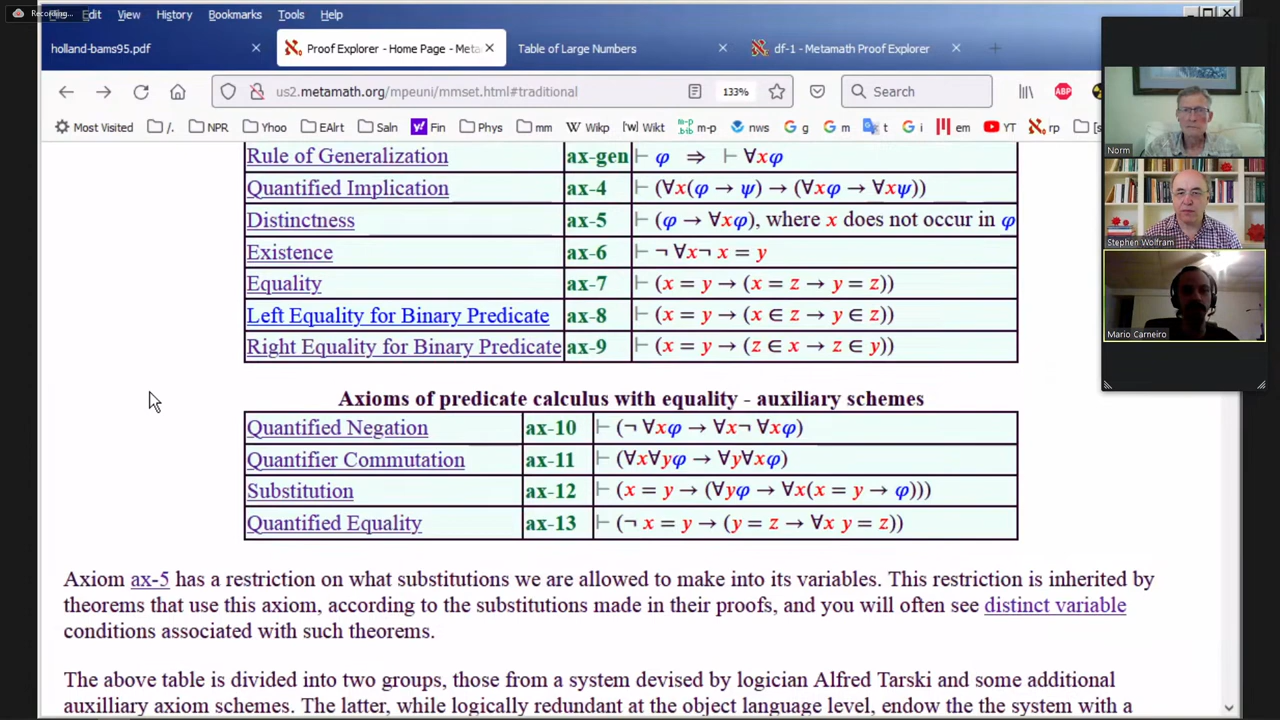 Recording...
Edit View History Bookmarks Tools Help
holland-bams95.pdf
Proof Explorer - Home Page - Meta
Table of Large Numbers
df-1 - Metamath Proof Explorer
us2.metamath.org/mpeuni/mmset.html#traditional
133%
Search
ABP
Most Visited /. NPR Yhoo EAlrt Saln Fin Phys mm Wikp Wikt m-p nws g m t i em YT rp [s
Rule of Generalization ax-gen ⊢ φ ⇒ ⊢ ∀xφ
Quantified Implication ax-4 ⊢ (∀x(φ → ψ) → (∀xφ → ∀xψ))
Distinctness ax-5 ⊢ (φ → ∀xφ), where x does not occur in φ
Existence ax-6 ⊢ ¬ ∀x¬ x = y
Equality ax-7 ⊢ (x = y → (x = z → y = z))
Left Equality for Binary Predicate ax-8 ⊢ (x = y → (x ∈ z → y ∈ z))
Right Equality for Binary Predicate ax-9 ⊢ (x = y → (z ∈ x → z ∈ y))
Axioms of predicate calculus with equality - auxiliary schemes
Quantified Negation ax-10 ⊢ (¬ ∀xφ → ∀x¬ ∀xφ)
Quantifier Commutation ax-11 ⊢ (∀x∀yφ → ∀y∀xφ)
Substitution ax-12 ⊢ (x = y → (∀yφ → ∀x(x = y → φ)))
Quantified Equality ax-13 ⊢ (¬ x = y → (y = z → ∀x y = z))
Axiom ax-5 has a restriction on what substitutions we are allowed to make into its variables. This restriction is inherited by
theorems that use this axiom, according to the substitutions made in their proofs, and you will often see distinct variable
conditions associated with such theorems.
The above table is divided into two groups, those from a system devised by logician Alfred Tarski and some additional
auxilliary axiom schemes. The latter, while logically redundant at the object language level, endow the the system with a
Norm
Stephen Wolfram
Mario Carneiro